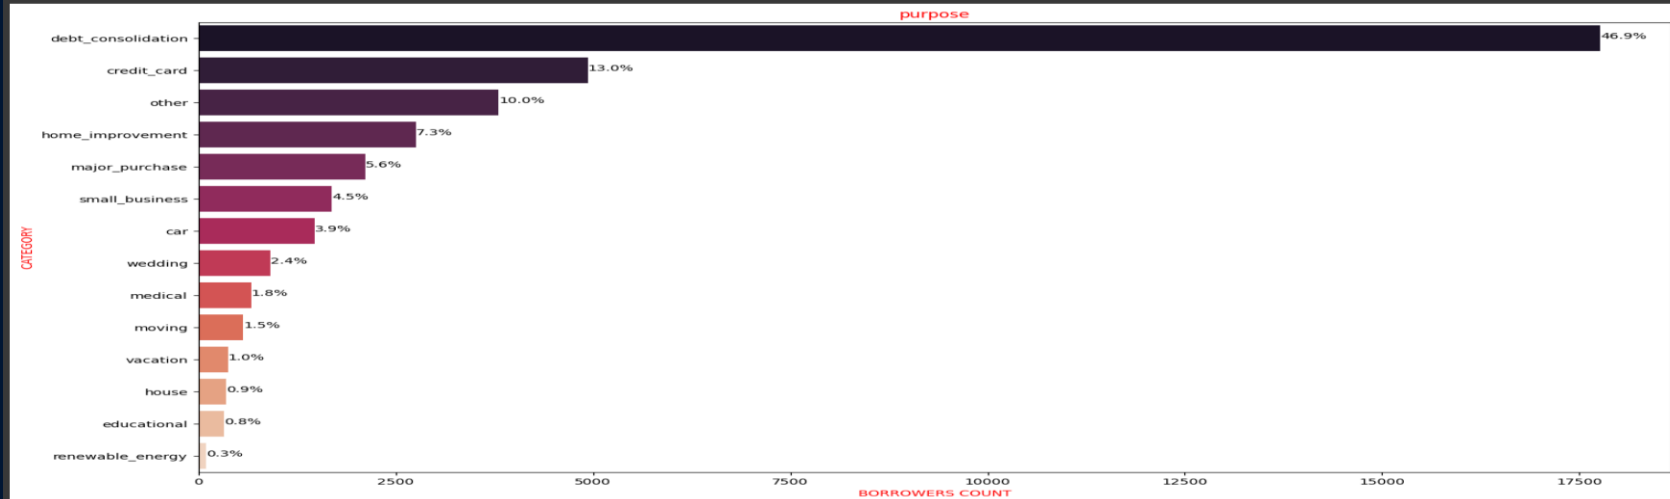 purpose
debt_consolidation 46.9%
credit_card 13.0%
other 10.0%
home_improvement 7.3%
major_purchase 5.6%
small_business 4.5%
car 3.9%
wedding 2.4%
medical 1.8%
moving 1.5%
vacation 1.0%
house 0.9%
educational 0.8%
renewable_energy 0.3%
CATEGORY
0 2500 5000 7500 10000 12500 15000 17500
BORROWERS COUNT